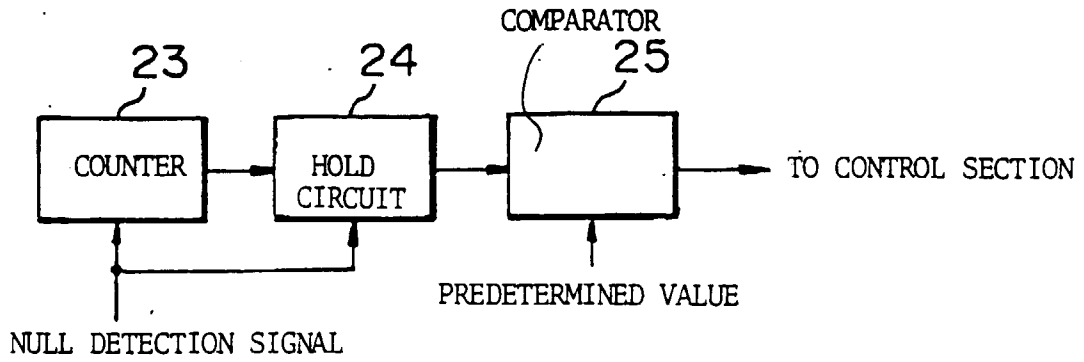 COMPARATOR
23
24
25
COUNTER
HOLD
CIRCUIT
TO CONTROL SECTION
PREDETERMINED VALUE
NULL DETECTION SIGNAL